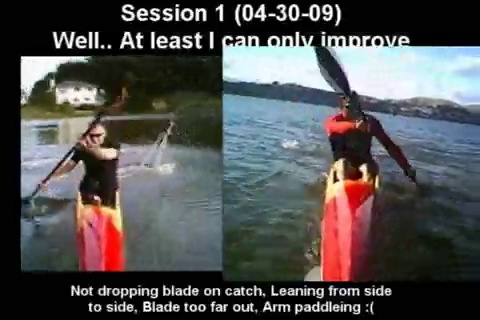 Session 1 (04-30-09)
Well.. At least I can only improve
Not dropping blade on catch, Leaning from side
to side, Blade too far out, Arm paddleing :(